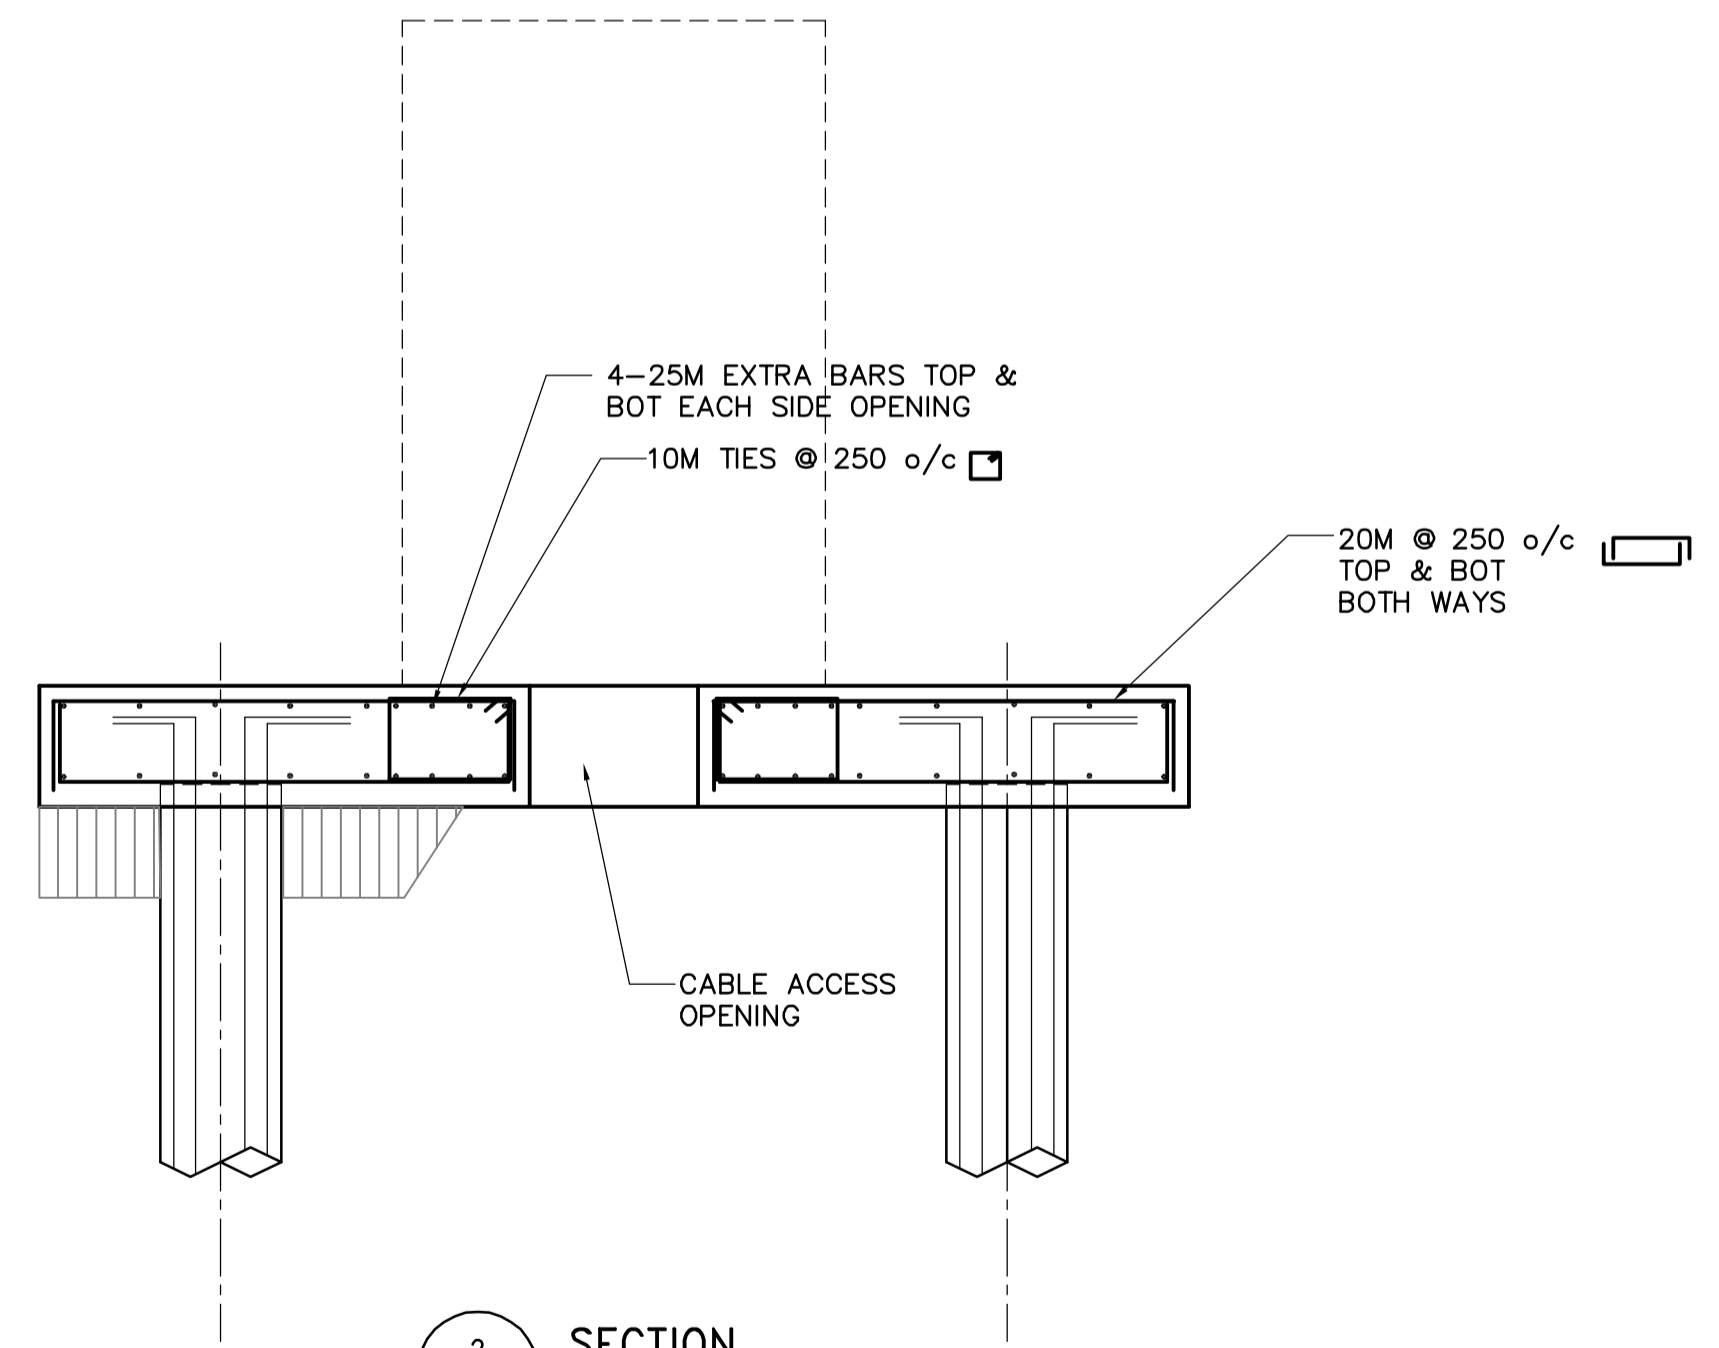 4-25M EXTRA BARS TOP &
BOT EACH SIDE OPENING
10M TIES @ 250 o/c
20M @ 250 o/c
TOP & BOT
BOTH WAYS
CABLE ACCESS
OPENING
SECTION